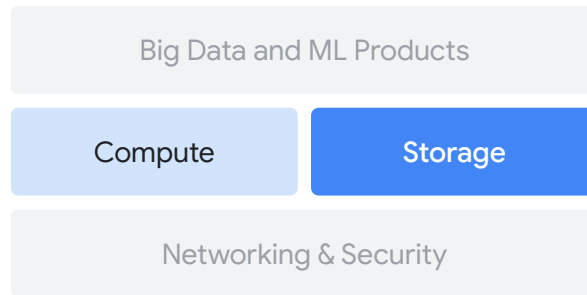 Big Data and ML Products
Compute
Storage
Networking & Security